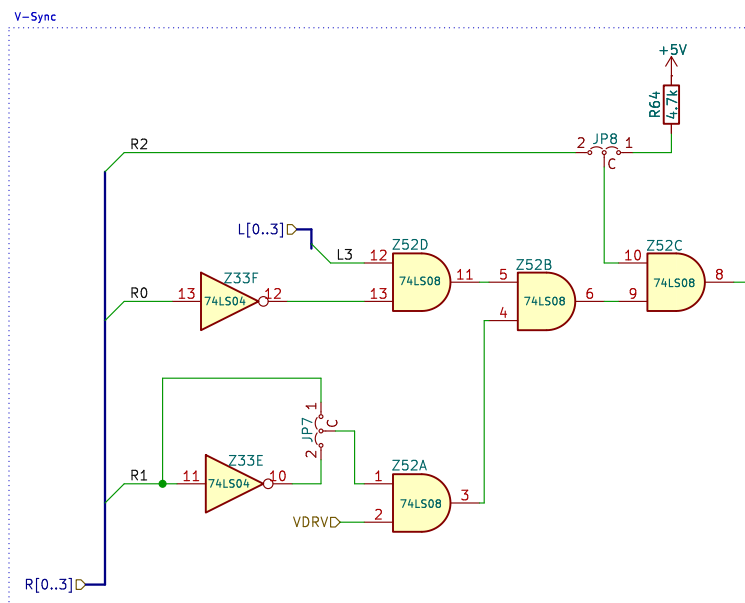 V-Sync
+5V
R64
4.7k
R2
2
JP8
1
C
L[0..3]
L3
12
Z52D
74LS08
11
13
5
Z52B
74LS08
6
4
10
Z52C
74LS08
8
9
R0
13
Z33F
74LS04
12
1
JP7
C
2
R1
11
Z33E
74LS04
10
1
Z52A
74LS08
3
VDRV
2
R[0..3]